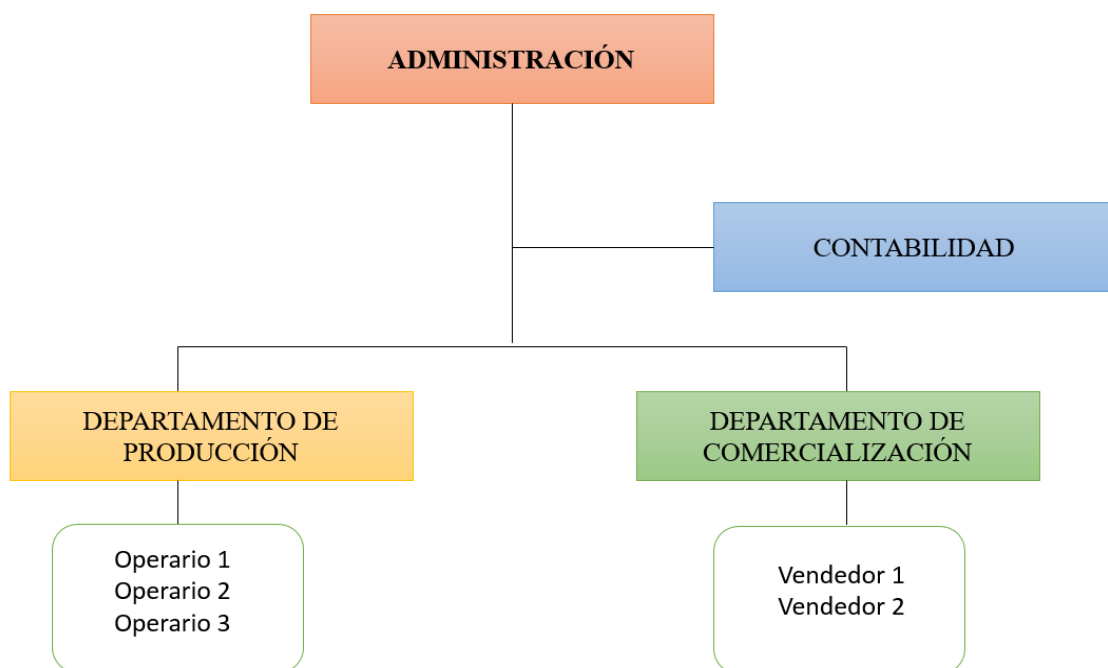 ADMINISTRACIÓN
CONTABILIDAD
DEPARTAMENTO DE
PRODUCCIÓN
DEPARTAMENTO DE
COMERCIALIZACIÓN
Operario 1
Operario 2
Operario 3
Vendedor 1
Vendedor 2